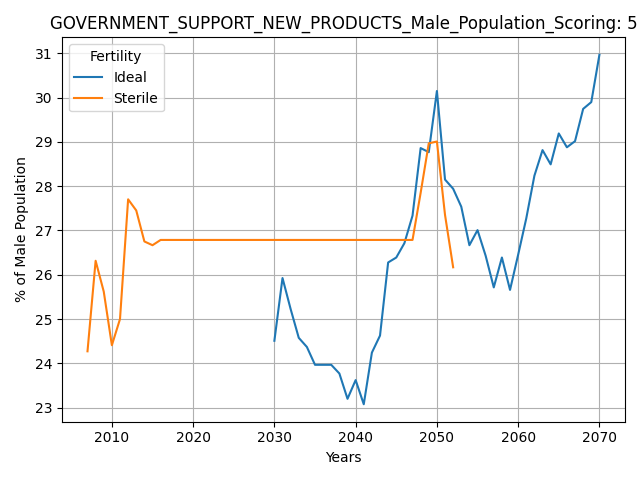 GOVERNMENT_SUPPORT_NEW_PRODUCTS_Male_Population_Scoring: 5
Fertility
Ideal
Sterile
% of Male Population
31
30
29
28
27
26
25
24
23
2010 2020 2030 2040 2050 2060 2070
Years